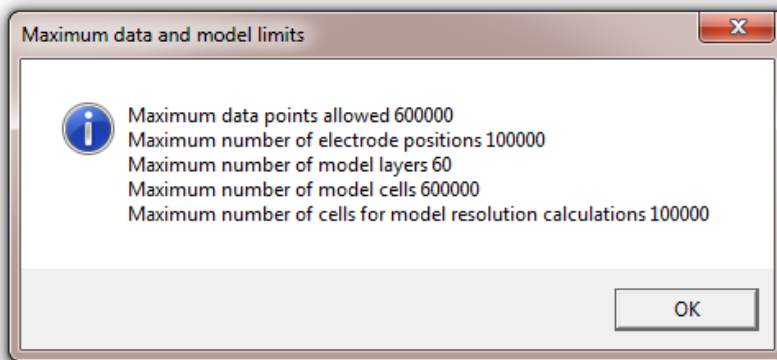 Maximum data and model limits
Maximum data points allowed 600000
Maximum number of electrode positions 100000
Maximum number of model layers 60
Maximum number of model cells 600000
Maximum number of cells for model resolution calculations 100000
OK